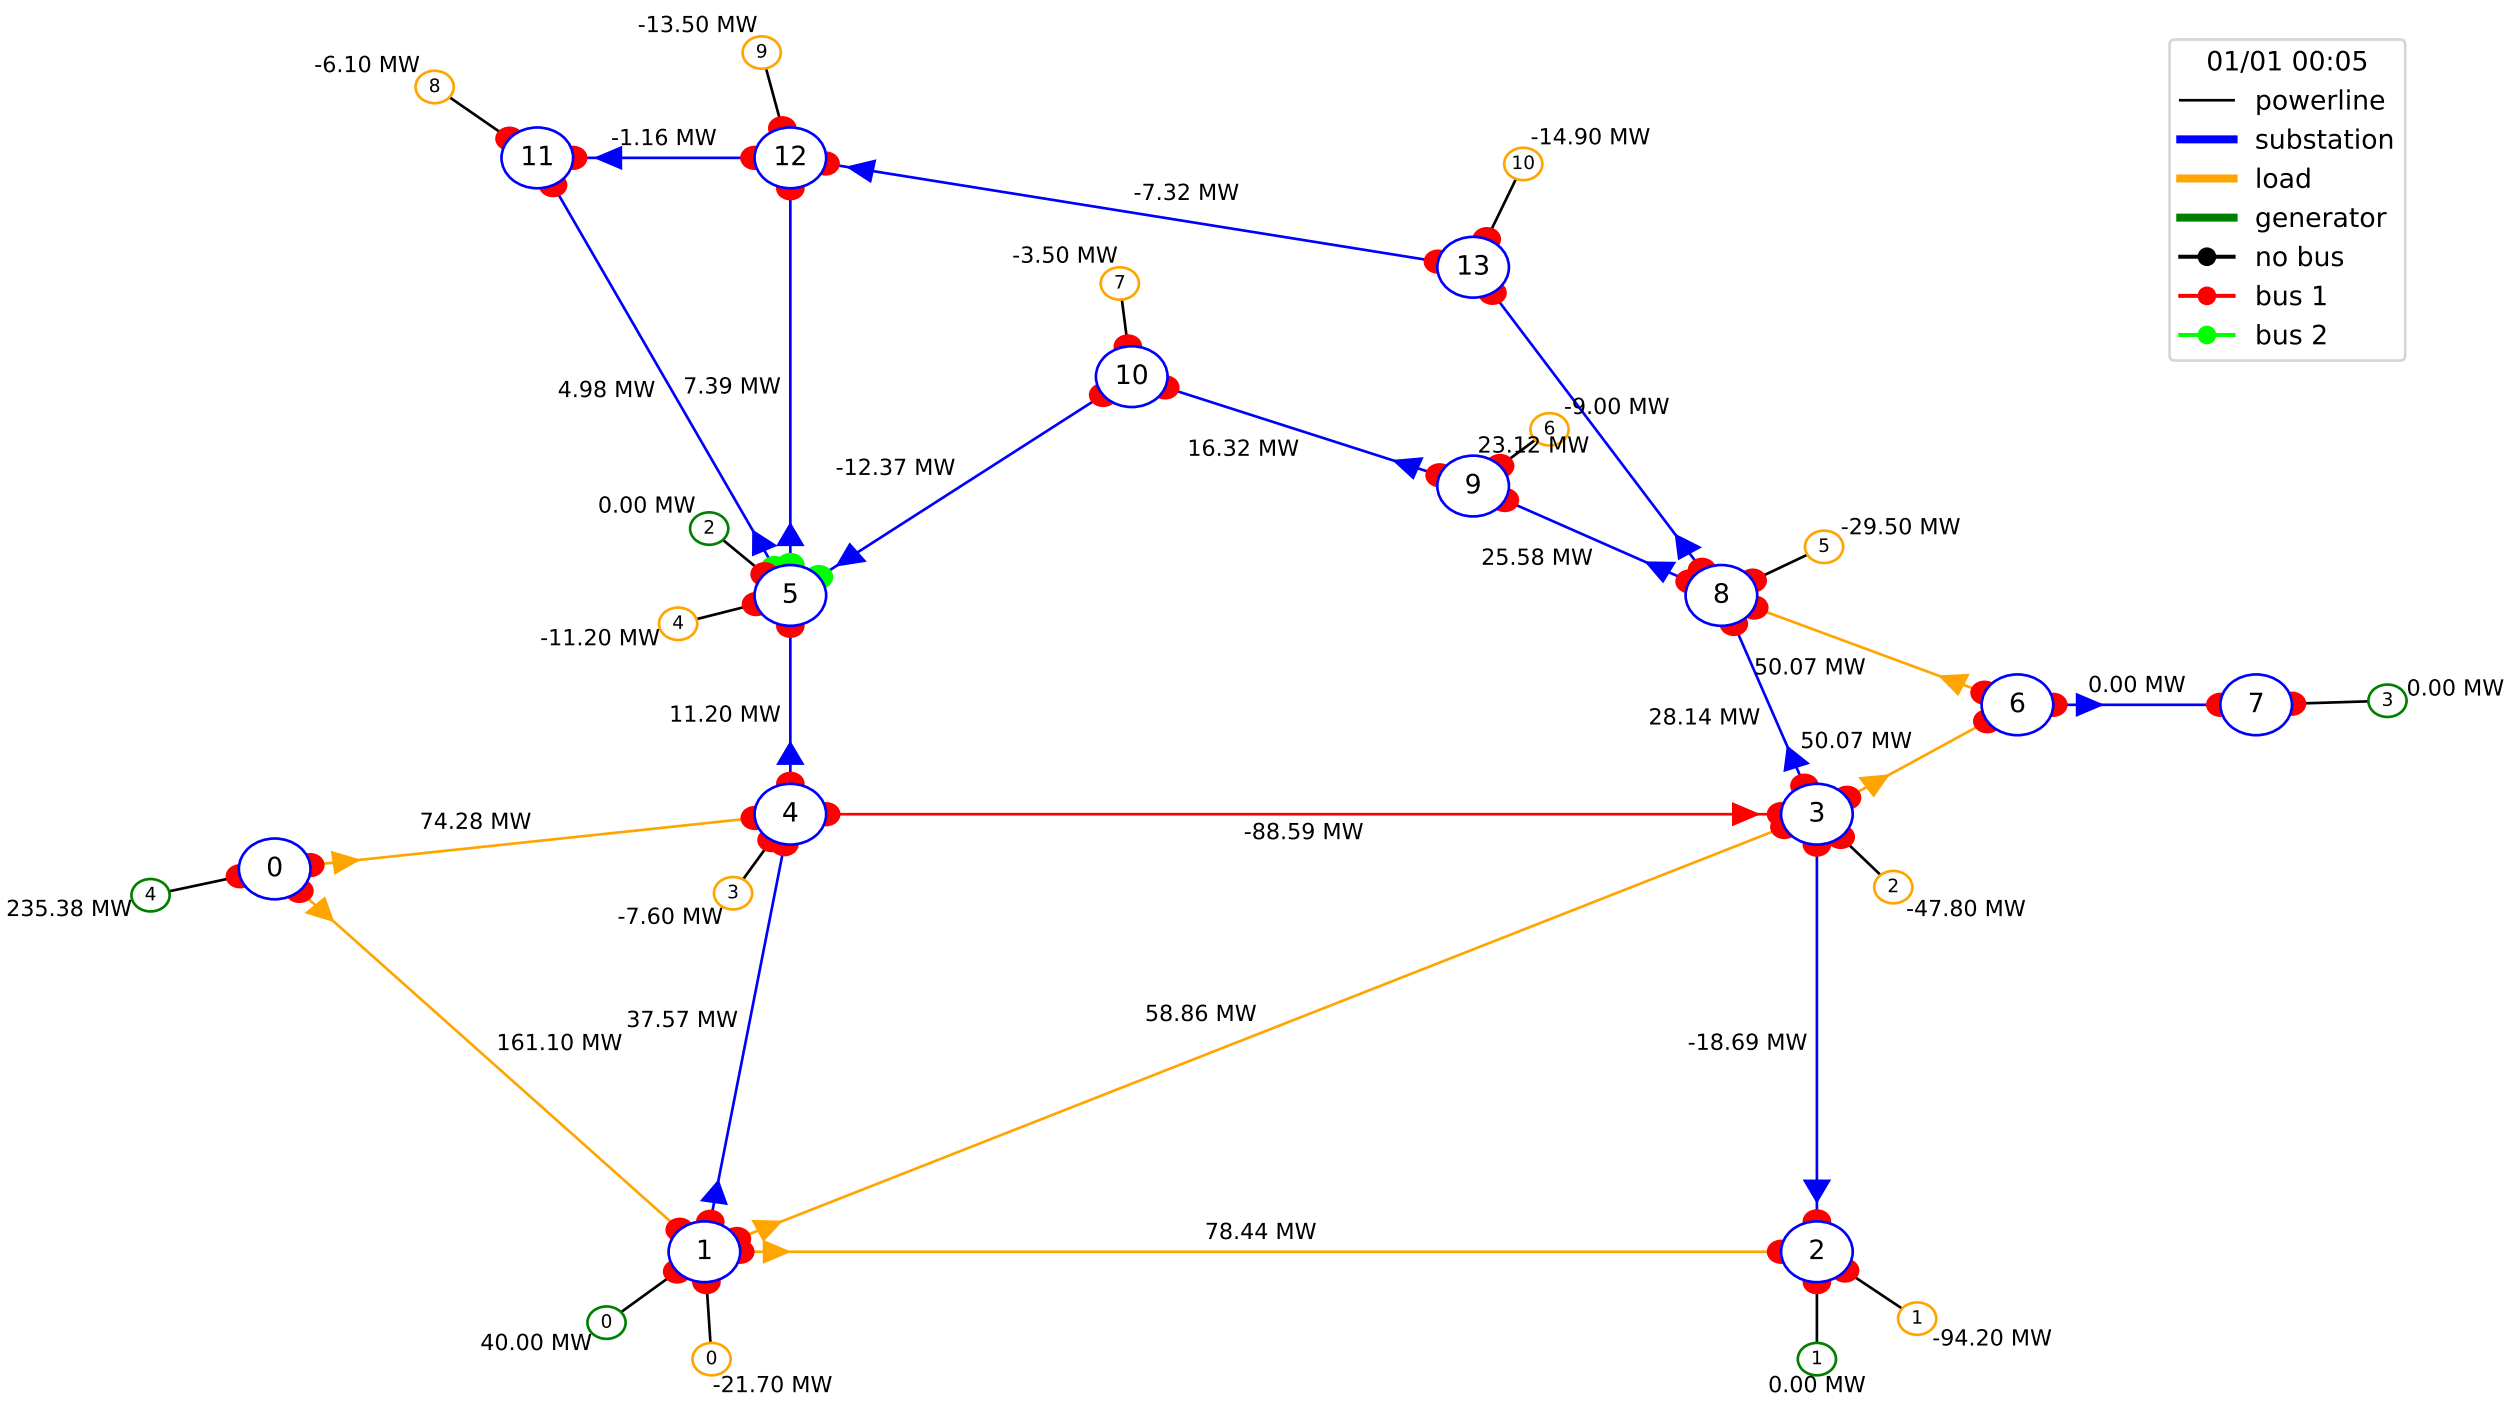 -13.50 MW
9
-6.10 MW
8
11
-1.16 MW
12
-14.90 MW
10
-7.32 MW
13
-3.50 MW
7
10
4.98 MW
7.39 MW
-9.00 MW
6
23.12 MW
16.32 MW
9
-12.37 MW
0.00 MW
2
25.58 MW
-29.50 MW
5
5
8
4
-11.20 MW
50.07 MW
6
0.00 MW
7
3
0.00 MW
11.20 MW
28.14 MW
50.07 MW
74.28 MW
4
-88.59 MW
3
0
4
235.38 MW
3
-7.60 MW
2
-47.80 MW
37.57 MW
161.10 MW
58.86 MW
-18.69 MW
1
78.44 MW
2
0
40.00 MW
0
-21.70 MW
1
0.00 MW
1
-94.20 MW
01/01 00:05
powerline
substation
load
generator
no bus
bus 1
bus 2